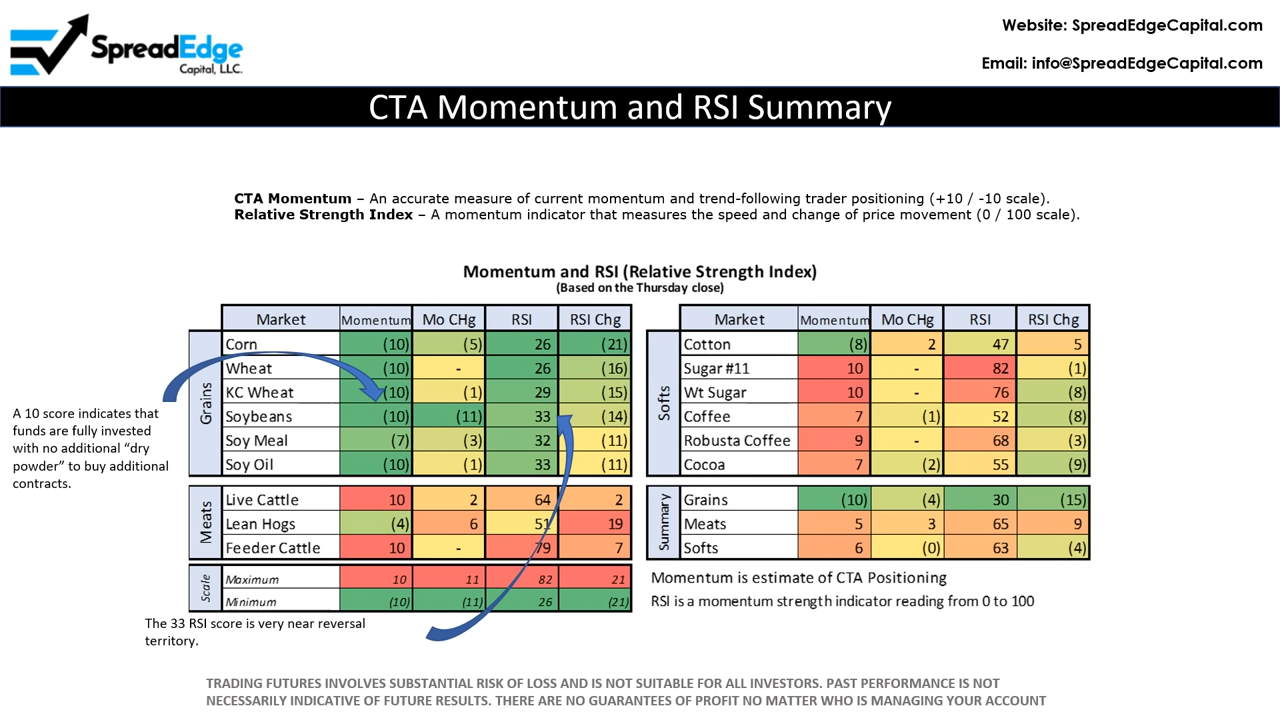 SpreadEdge
Capital, LLC.
Website: SpreadEdgeCapital.com
Email: info@SpreadEdgeCapital.com
CTA Momentum and RSI Summary
CTA Momentum – An accurate measure of current momentum and trend-following trader positioning (+10 / -10 scale).
Relative Strength Index – A momentum indicator that measures the speed and change of price movement (0 / 100 scale).
Momentum and RSI (Relative Strength Index)
(Based on the Thursday close)
Market Momentum Mo CHg RSI RSI Chg
Grains
Corn (10) (5) 26 (21)
Wheat (10) - 26 (16)
KC Wheat (10) (1) 29 (15)
Soybeans (10) (11) 33 (14)
Soy Meal (7) (3) 32 (11)
Soy Oil (10) (1) 33 (11)
Meats
Live Cattle 10 2 64 2
Lean Hogs (4) 6 51 19
Feeder Cattle 10 - 79 7
Scale
Maximum 10 11 82 21
Minimum (10) (11) 26 (21)
Market Momentum Mo CHg RSI RSI Chg
Softs
Cotton (8) 2 47 5
Sugar #11 10 - 82 (1)
Wt Sugar 10 - 76 (8)
Coffee 7 (1) 52 (8)
Robusta Coffee 9 - 68 (3)
Cocoa 7 (2) 55 (9)
Summary
Grains (10) (4) 30 (15)
Meats 5 3 65 9
Softs 6 (0) 63 (4)
Momentum is estimate of CTA Positioning
RSI is a momentum strength indicator reading from 0 to 100
A 10 score indicates that
funds are fully invested
with no additional “dry
powder” to buy additional
contracts.
The 33 RSI score is very near reversal
territory.
TRADING FUTURES INVOLVES SUBSTANTIAL RISK OF LOSS AND IS NOT SUITABLE FOR ALL INVESTORS. PAST PERFORMANCE IS NOT
NECESSARILY INDICATIVE OF FUTURE RESULTS. THERE ARE NO GUARANTEES OF PROFIT NO MATTER WHO IS MANAGING YOUR ACCOUNT